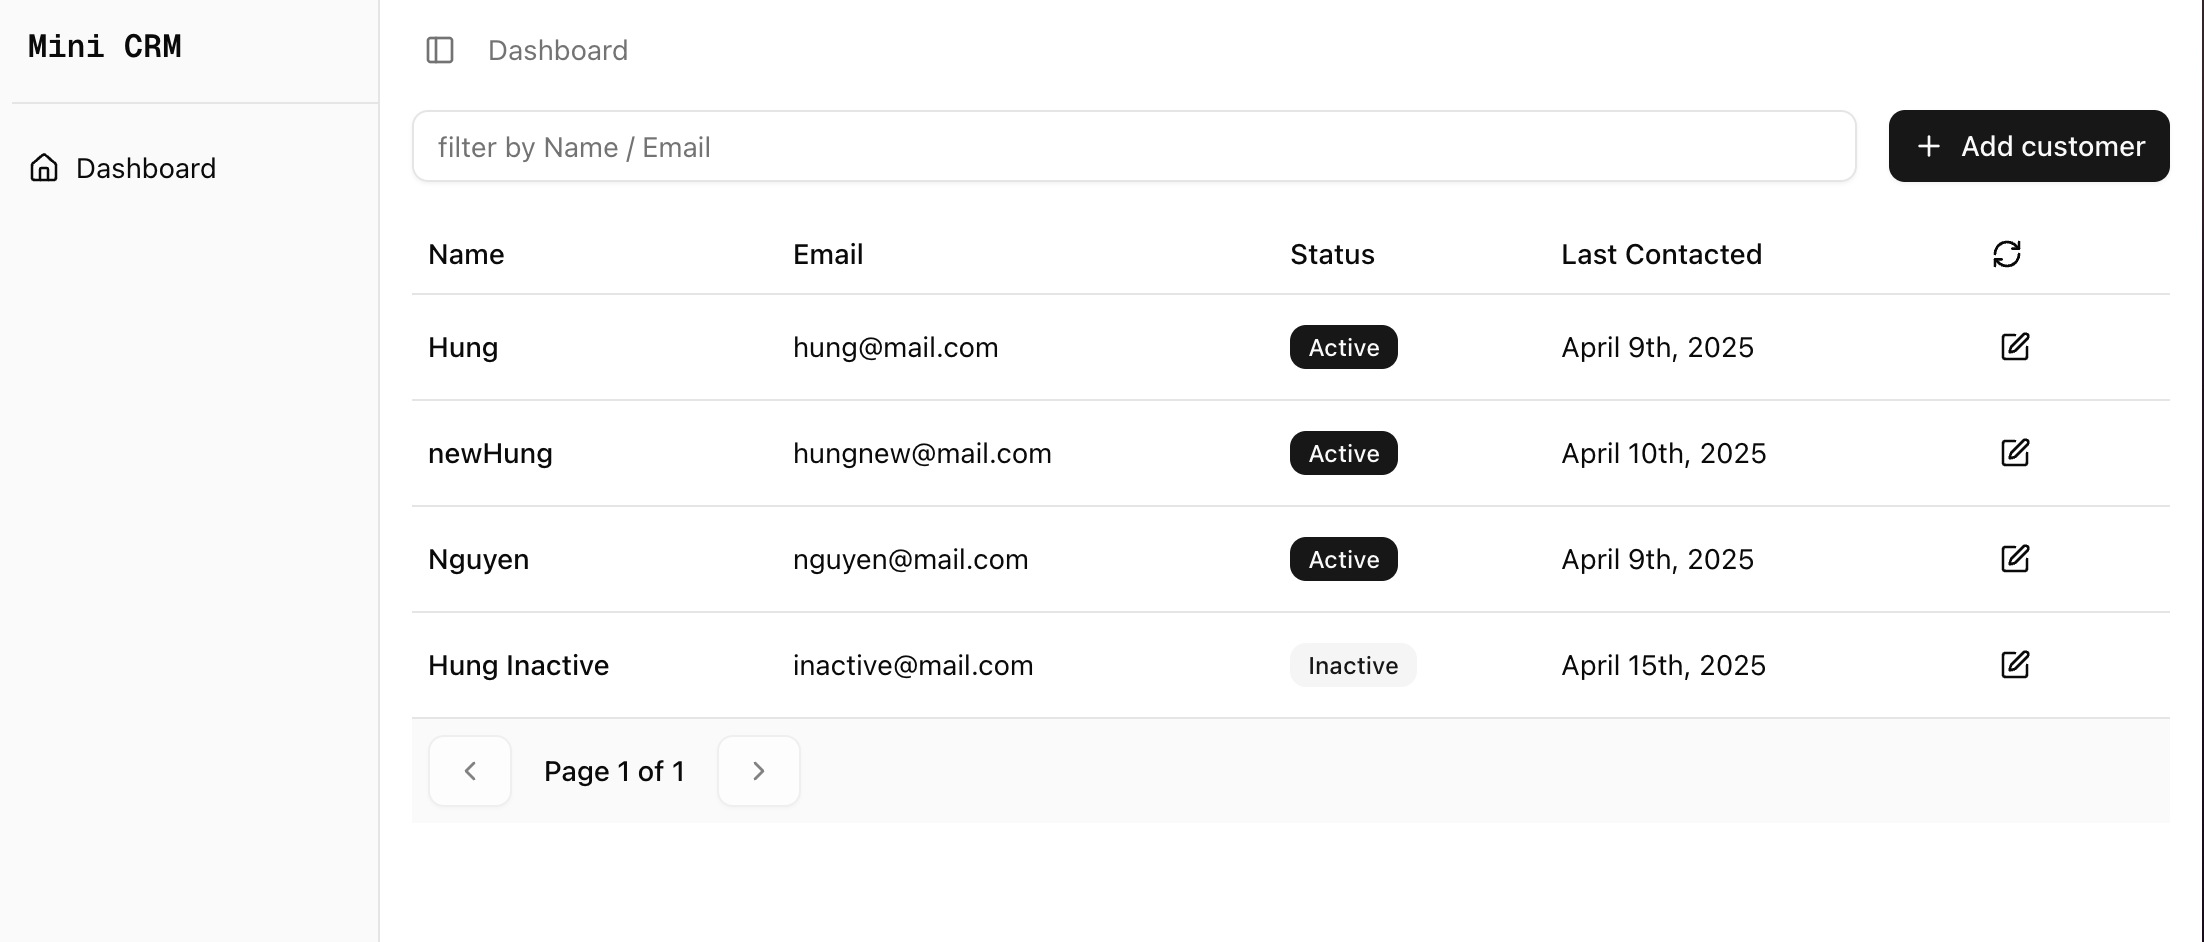 Mini CRM
Dashboard
Dashboard
filter by Name / Email
Add customer
Name Email Status Last Contacted
Hung hung@mail.com Active April 9th, 2025
newHung hungnew@mail.com Active April 10th, 2025
Nguyen nguyen@mail.com Active April 9th, 2025
Hung Inactive inactive@mail.com Inactive April 15th, 2025
Page 1 of 1